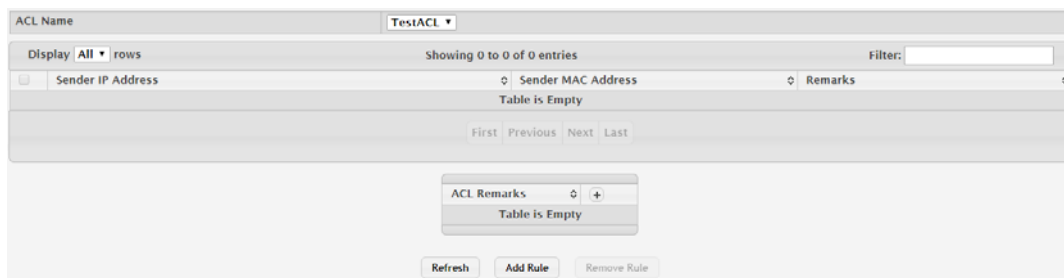 ACL Name TestACL
Display All rows Showing 0 to 0 of 0 entries Filter:
Sender IP Address Sender MAC Address Remarks
Table is Empty
First Previous Next Last
ACL Remarks +
Table is Empty
Refresh Add Rule Remove Rule